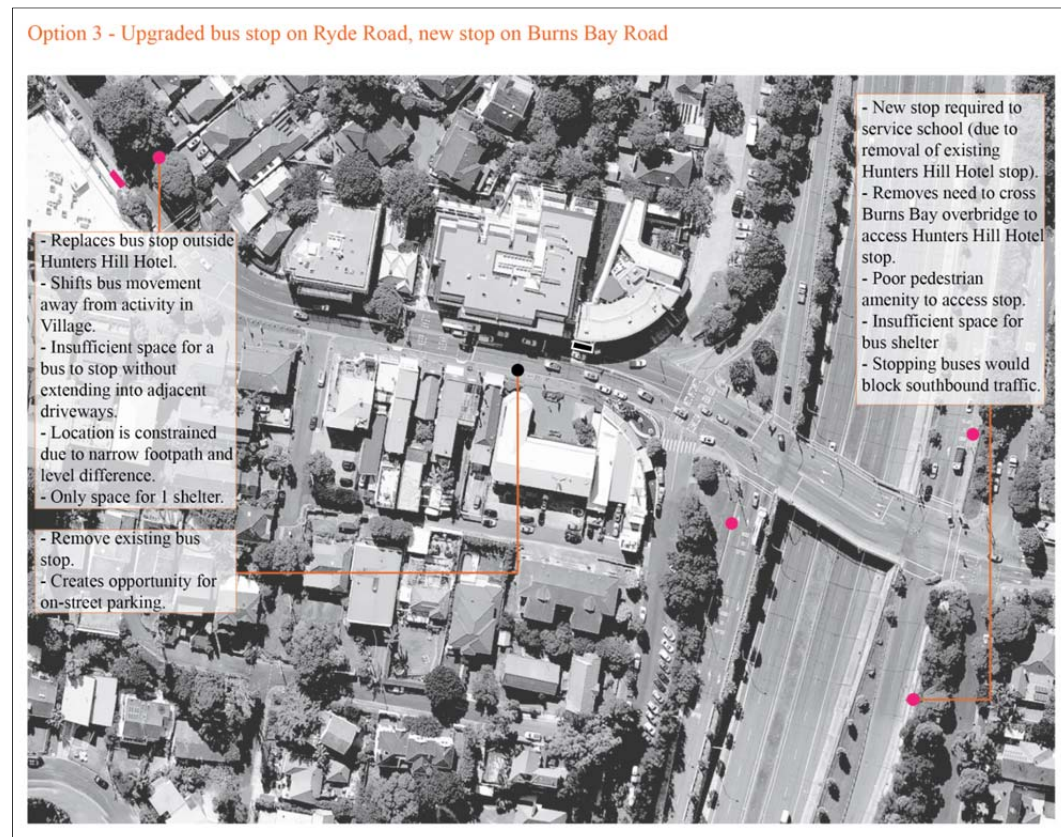 Option 3 - Upgraded bus stop on Ryde Road, new stop on Burns Bay Road
- Replaces bus stop outside
Hunters Hill Hotel.
- Shifts bus movement
away from activity in
Village.
- Insufficient space for a
bus to stop without
extending into adjacent
driveways.
- Location is constrained
due to narrow footpath and
level difference.
- Only space for 1 shelter.
- Remove existing bus
stop.
- Creates opportunity for
on-street parking.
- New stop required to
service school (due to
removal of existing
Hunters Hill Hotel stop).
- Removes need to cross
Burns Bay overbridge to
access Hunters Hill Hotel
stop.
- Poor pedestrian
amenity to access stop.
- Insufficient space for
bus shelter
- Stopping buses would
block southbound traffic.